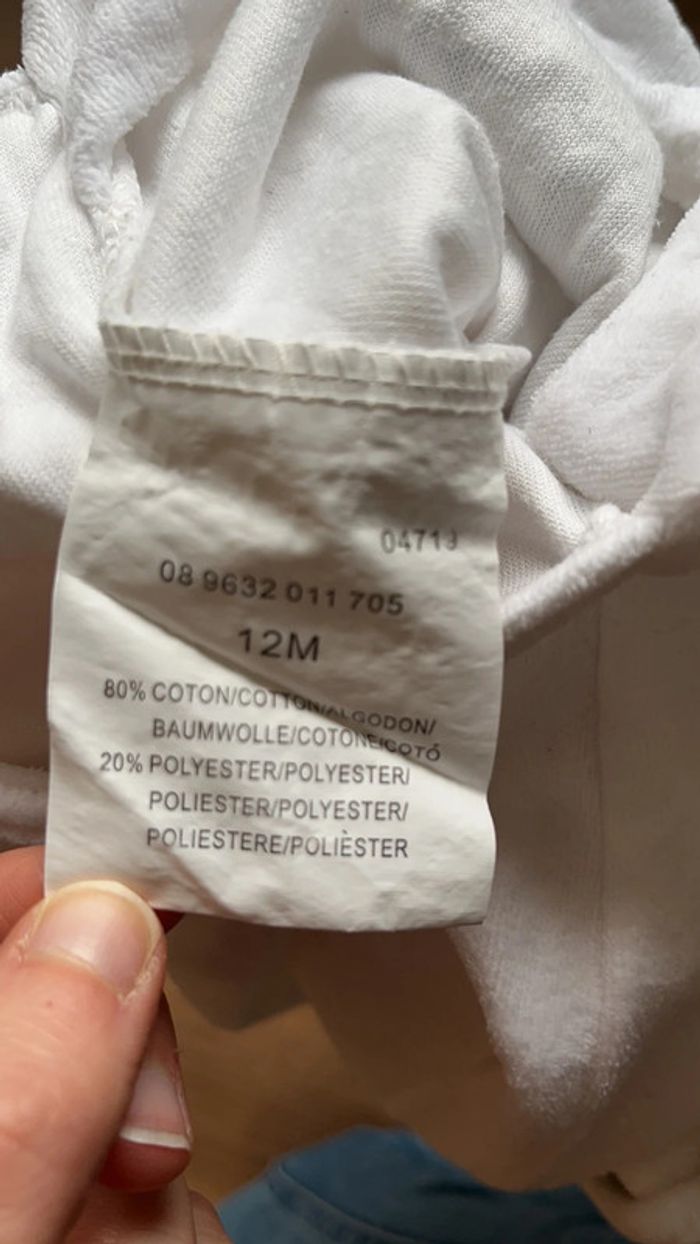 08 9632 011 705
12M
80% COTON/COTTON/ALGODON/
BAUMWOLLE/COTONE/COTÓ
20% POLYESTER/POLYESTER/
POLIESTER/POLYESTER/
POLIESTERE/POLIÈSTER